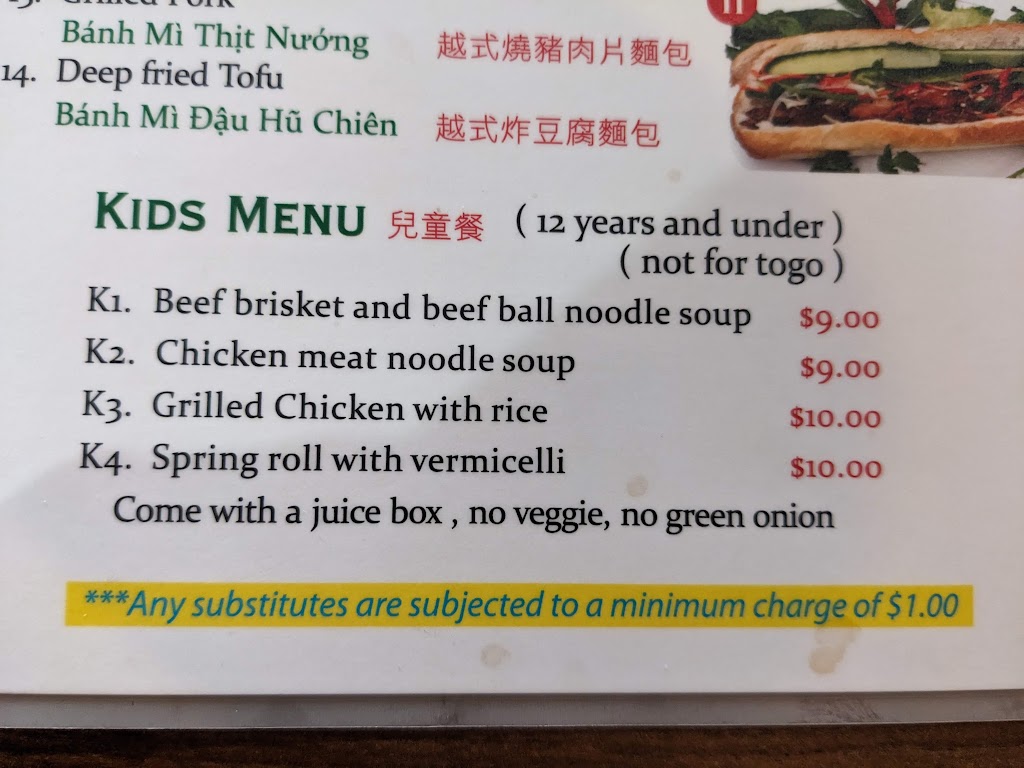 Grilled Pork
Bánh Mì Thịt Nướng 越式燒豬肉片麵包
14. Deep fried Tofu
Bánh Mì Đậu Hũ Chiên 越式炸豆腐麵包
11
KIDS MENU 兒童餐 ( 12 years and under )
( not for togo )
K1. Beef brisket and beef ball noodle soup $9.00
K2. Chicken meat noodle soup $9.00
K3. Grilled Chicken with rice $10.00
K4. Spring roll with vermicelli $10.00
Come with a juice box , no veggie, no green onion
***Any substitutes are subjected to a minimum charge of $1.00